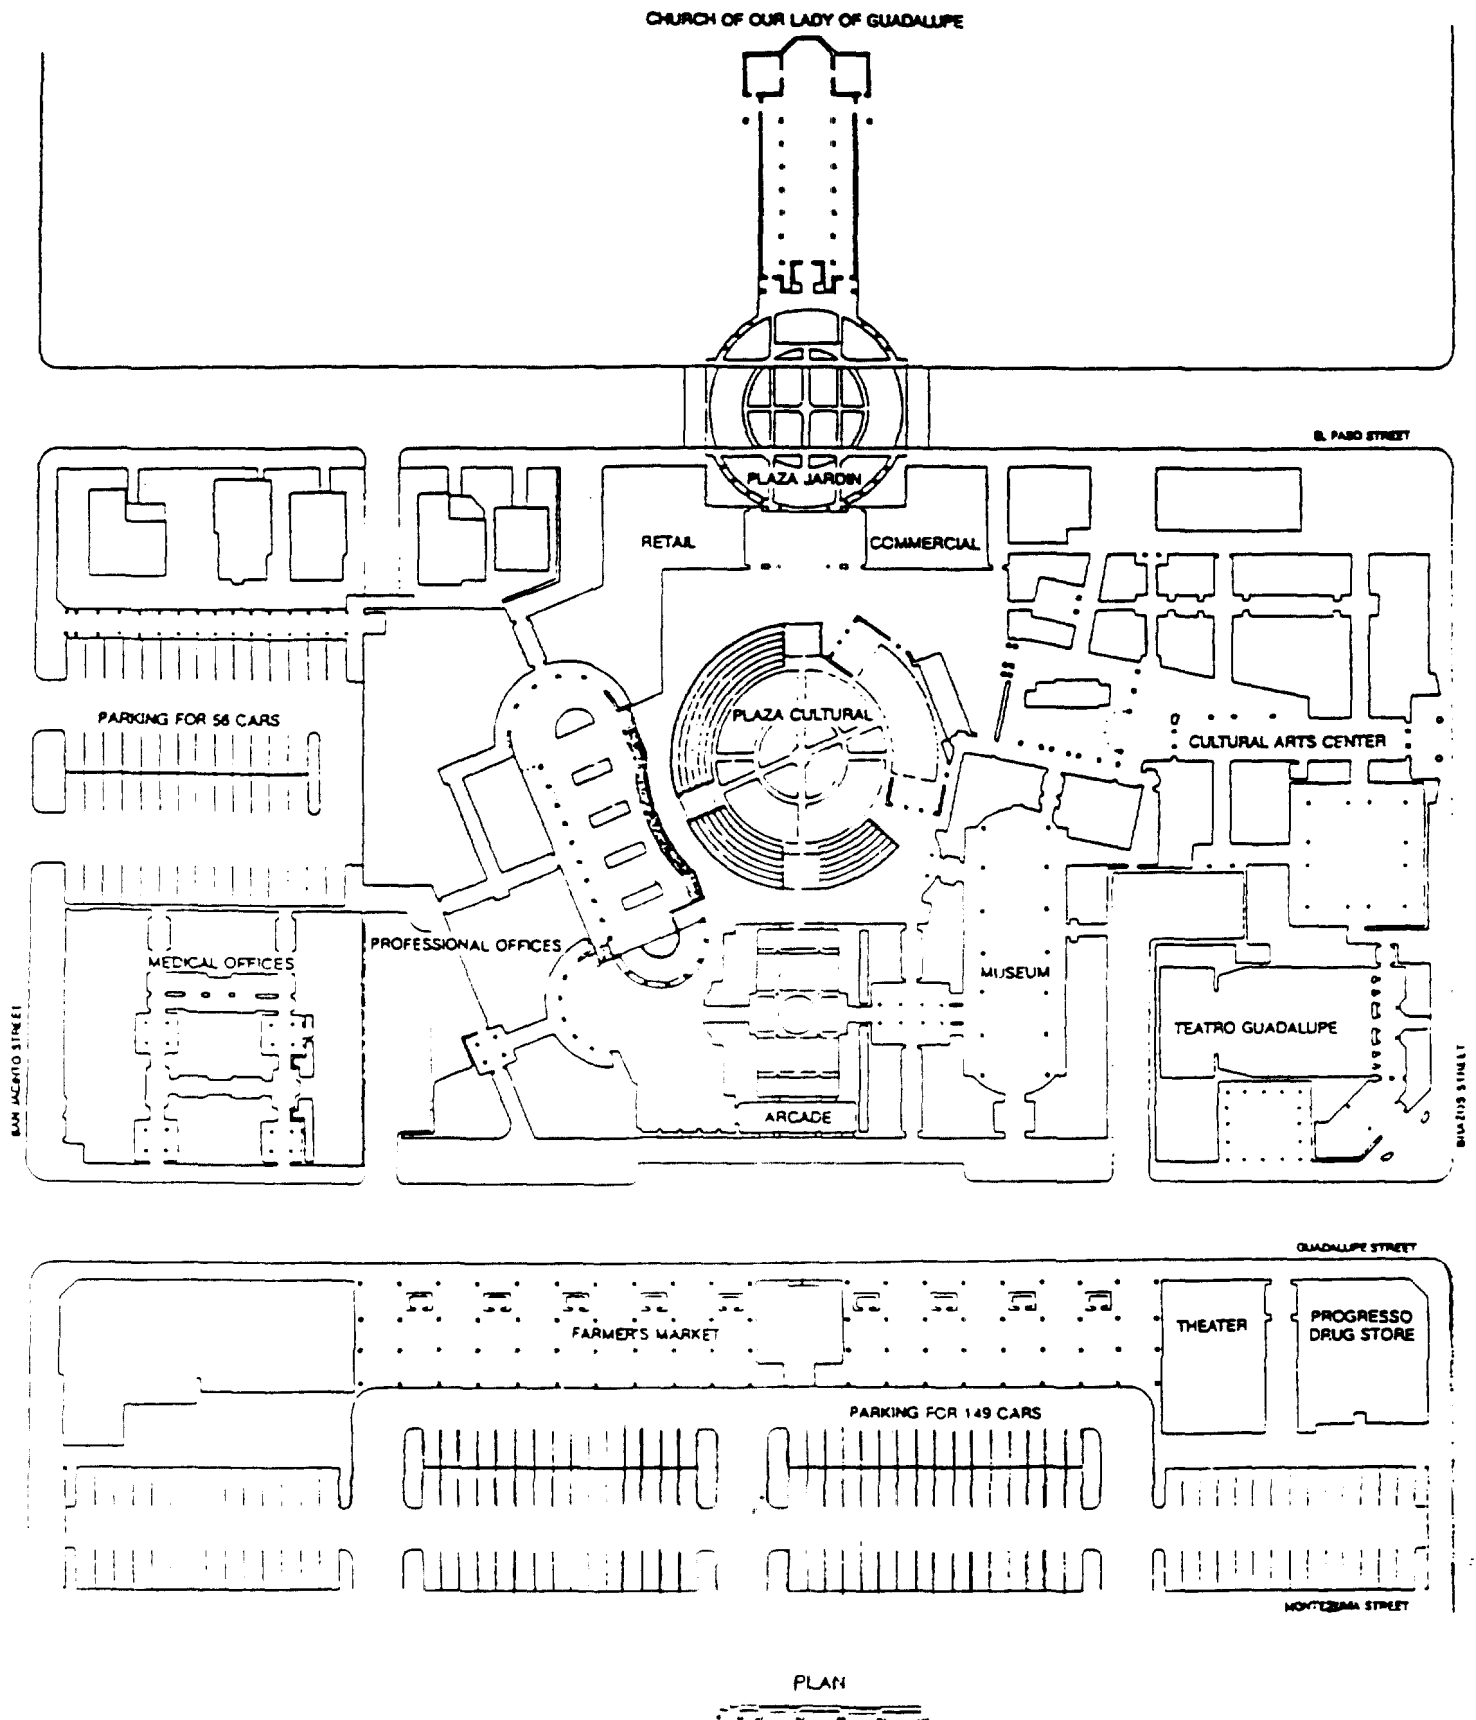 CHURCH OF OUR LADY OF GUADALUPE
EL PASO STREET
PLAZA JARDIN
RETAIL
COMMERCIAL
PARKING FOR 56 CARS
PLAZA CULTURAL
CULTURAL ARTS CENTER
PROFESSIONAL OFFICES
MEDICAL OFFICES
MUSEUM
TEATRO GUADALUPE
SAN JACINTO STREET
BRAZOS STREET
ARCADE
GUADALUPE STREET
FARMER'S MARKET
THEATER
PROGRESSO
DRUG STORE
PARKING FOR 149 CARS
MONTEZUMA STREET
PLAN